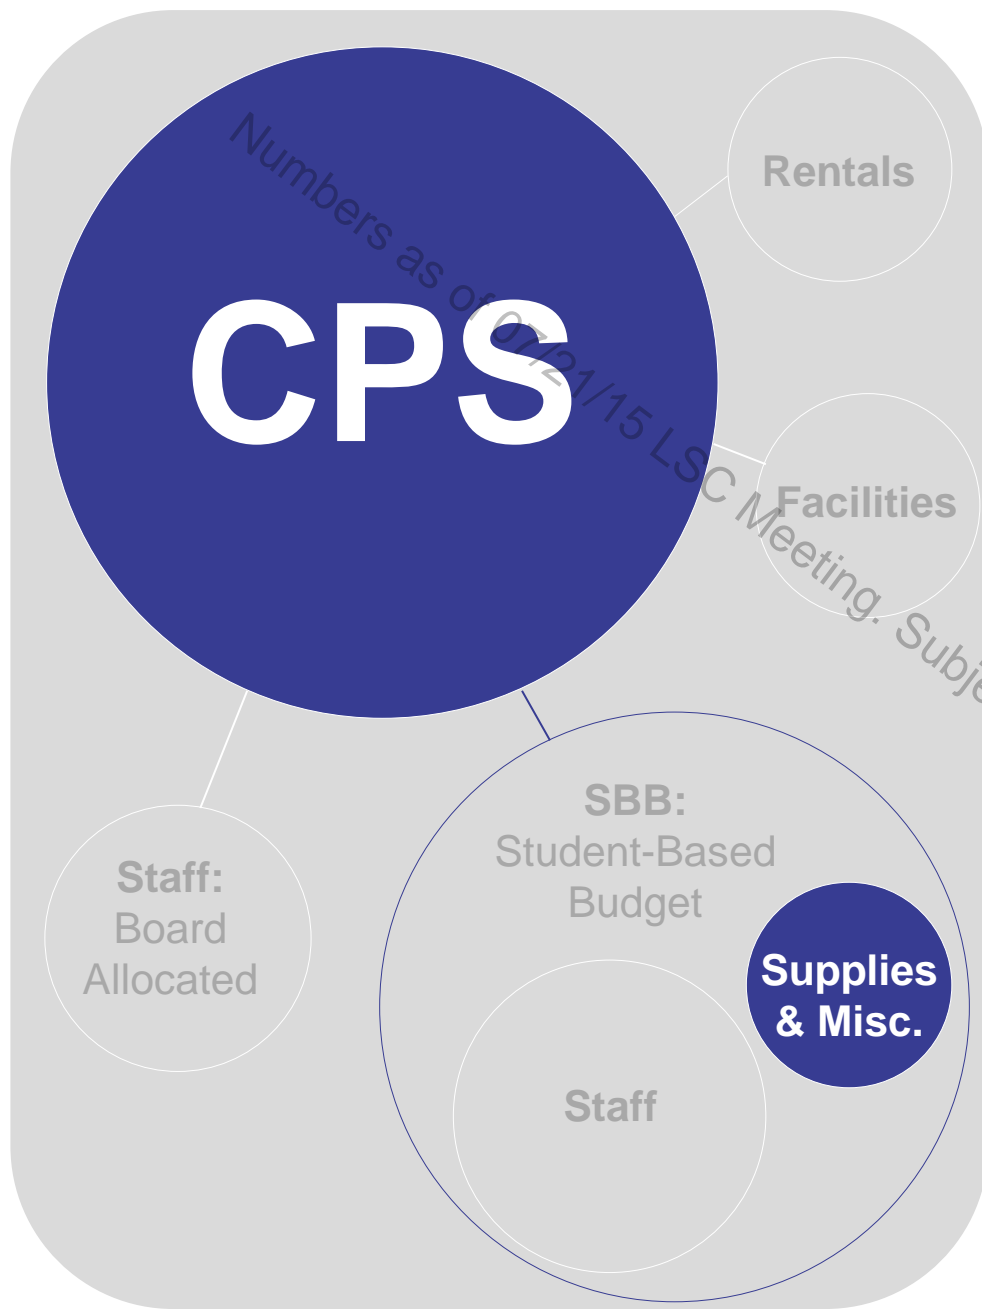 CPS
Rentals
Facilities
Staff:
Board
Allocated
SBB:
Student-Based
Budget
Supplies
& Misc.
Staff
Numbers as of 07/21/15 LSC Meeting. Subje